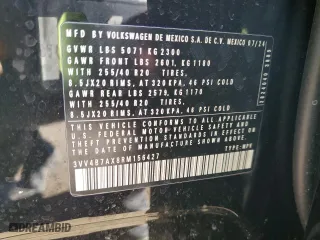 MFD. BY VOLKSWAGEN DE MEXICO S.A. DE C.V. MEXICO 07/24
GVWR LBS 5071 KG 2300
GAWR FRONT LBS 2601, KG 1180
WITH 255/40 R20 TIRES,
8.5JX20 RIMS, AT 320 KPA, 46 PSI COLD
GAWR REAR LBS 2579, KG 1170
WITH 255/40 R20 TIRES,
8.5JX20 RIMS, AT 320 KPA, 46 PSI COLD
THIS VEHICLE CONFORMS TO ALL APPLICABLE
U.S. FEDERAL MOTOR VEHICLE SAFETY AND
THEFT PREVENTION STANDARDS IN EFFECT ON THE
DATE OF MANUFACTURE SHOWN ABOVE.
TYPE: MPV
DREAMBID